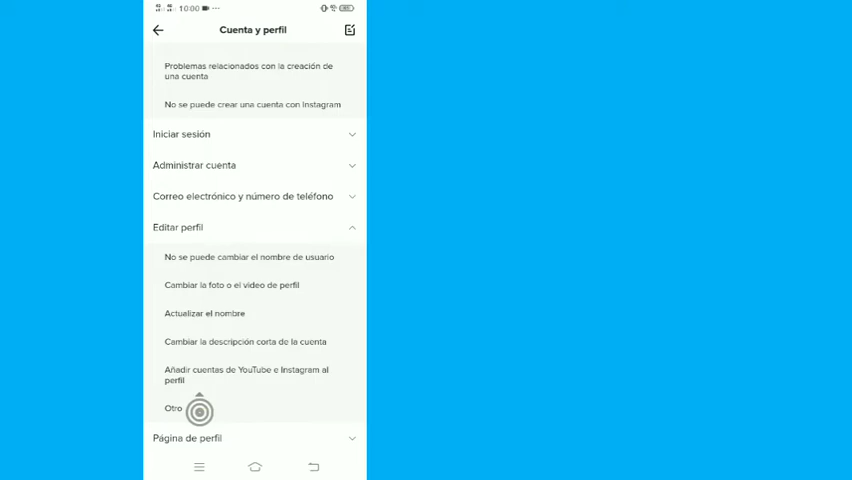 10:00
Cuenta y perfil
Problemas relacionados con la creación de
una cuenta
No se puede crear una cuenta con Instagram
Iniciar sesión
Administrar cuenta
Correo electrónico y número de teléfono
Editar perfil
No se puede cambiar el nombre de usuario
Cambiar la foto o el video de perfil
Actualizar el nombre
Cambiar la descripción corta de la cuenta
Añadir cuentas de YouTube e Instagram al
perfil
Otro
Página de perfil